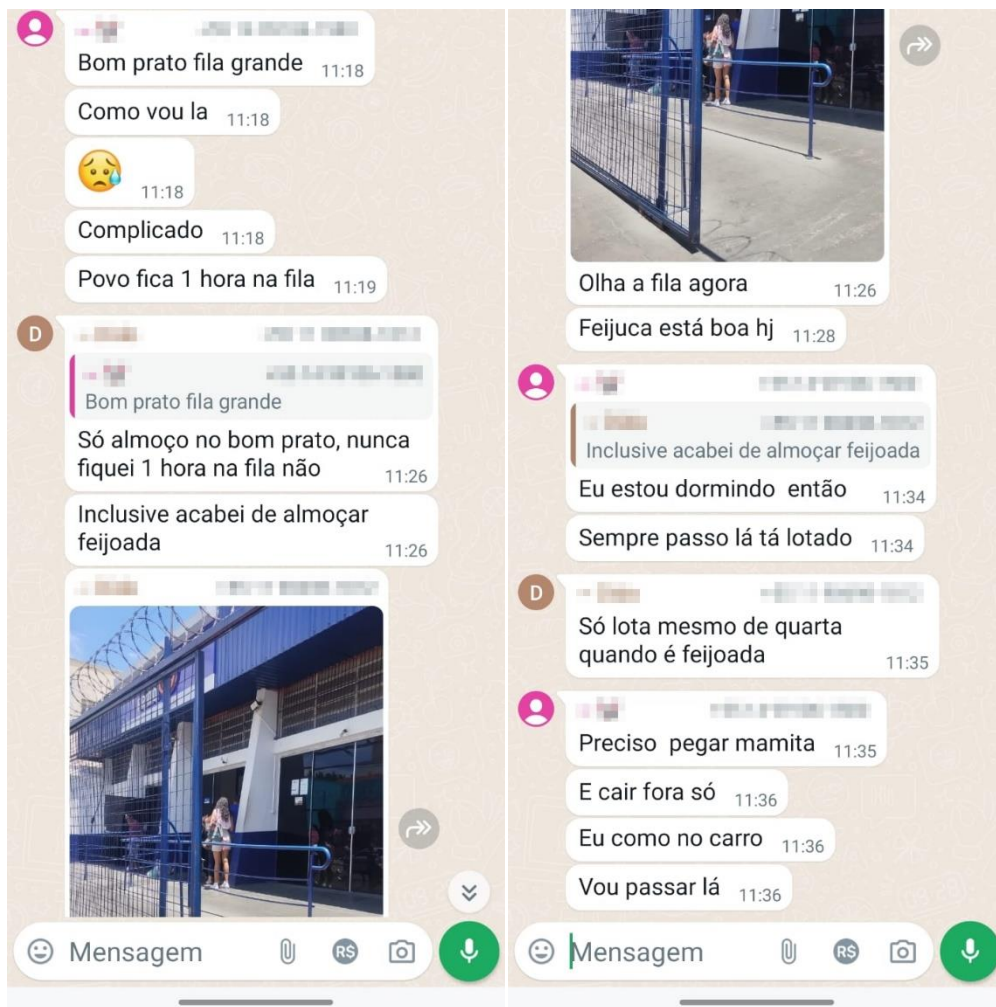 Bom prato fila grande 11:18
Como vou la 11:18
11:18
Complicado 11:18
Povo fica 1 hora na fila 11:19
D
Bom prato fila grande
Só almoço no bom prato, nunca
fiquei 1 hora na fila não 11:26
Inclusive acabei de almoçar
feijoada 11:26
Mensagem R$
Olha a fila agora 11:26
Feijuca está boa hj 11:28
Inclusive acabei de almoçar feijoada
Eu estou dormindo então 11:34
Sempre passo lá tá lotado 11:34
D
Só lota mesmo de quarta
quando é feijoada 11:35
Preciso pegar mamita 11:35
E cair fora só 11:36
Eu como no carro 11:36
Vou passar lá 11:36
Mensagem R$